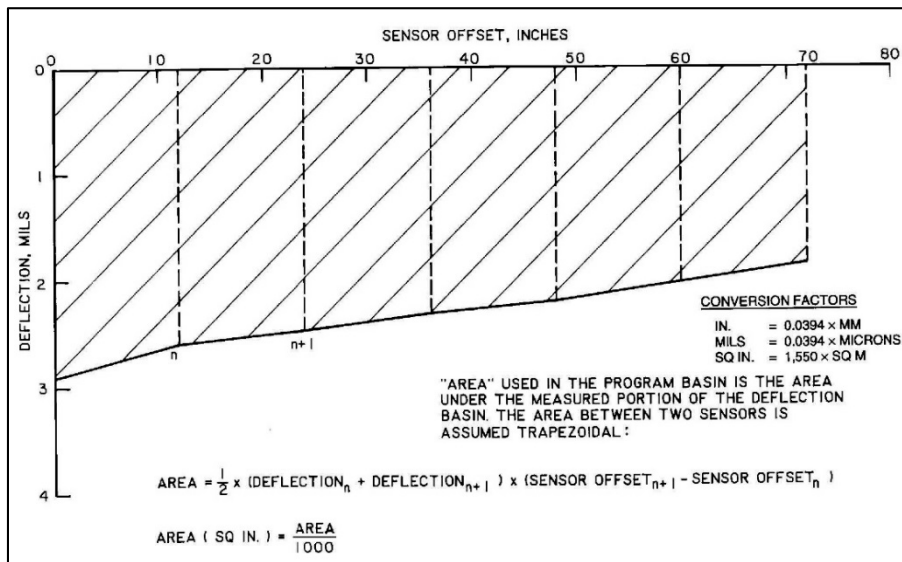 SENSOR OFFSET, INCHES
0 10 20 30 40 50 60 70 80
0
1
2
3
4
DEFLECTION, MILS
n
n+1
CONVERSION FACTORS
IN. = 0.0394 × MM
MILS = 0.0394 × MICRONS
SQ IN. = 1,550 × SQ M
"AREA" USED IN THE PROGRAM BASIN IS THE AREA
UNDER THE MEASURED PORTION OF THE DEFLECTION
BASIN. THE AREA BETWEEN TWO SENSORS IS
ASSUMED TRAPEZOIDAL:
AREA = 1/2 × (DEFLECTIONₙ + DEFLECTIONₙ₊₁) × (SENSOR OFFSETₙ₊₁ - SENSOR OFFSETₙ)
AREA (SQ IN.) = AREA/1000